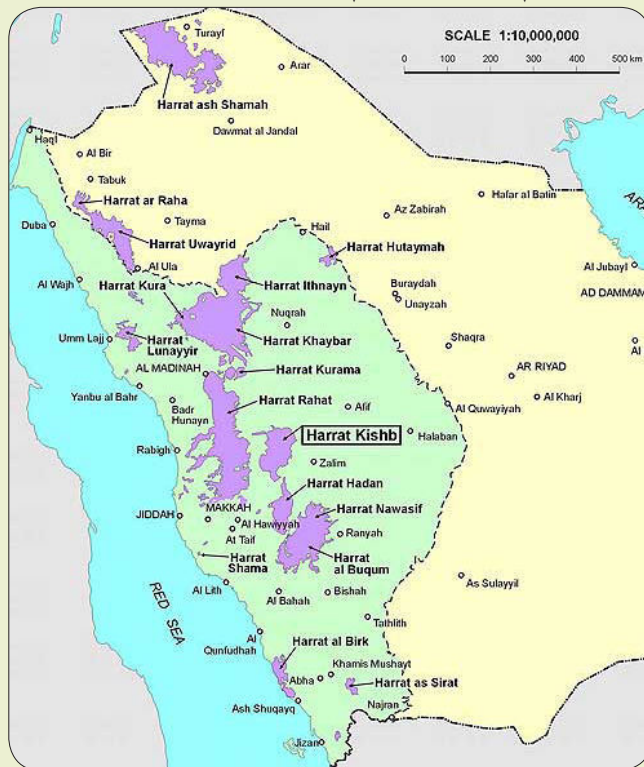 SCALE 1:10,000,000
0 100 200 300 400 500 km
Turayf
Arar
Harrat ash Shamah
Dawmat al Jandal
Haql
Al Bir
Tabuk
Harrat ar Raha
Hafar al Batin
Az Zabirah
Tayma
Duba
Hail
Harrat Uwayrid
Harrat Hutaymah
Al Ula
Al Jubayl
Al Wajh
Harrat Kura
Harrat Ithnayn
Buraydah
AD DAMMAM
Unayzah
Nuqrah
Umm Lajj
Harrat
Lunayyir
Harrat Khaybar
Shaqra
Al
AL MADINAH
Harrat Kurama
AR RIYAD
Yanbu al Bahr
Badr
Hunayn
Harrat Rahat
Afif
Al Kharj
Al Quwayiyah
Harrat Kishb
Halaban
Rabigh
Zalim
Harrat Hadan
MAKKAH
Harrat Nawasif
JIDDAH
Al Hawiyyah
At Taif
Ranyah
Harrat
Shama
Harrat
al Buqum
As Sulayyil
Al Lith
Al Bahah
Bishah
RED SEA
Tathlith
Al
Qunfudhah
Harrat al Birk
Khamis Mushayt
Abha
Harrat as Sirat
Ash Shuqayq
Najran
Jizan